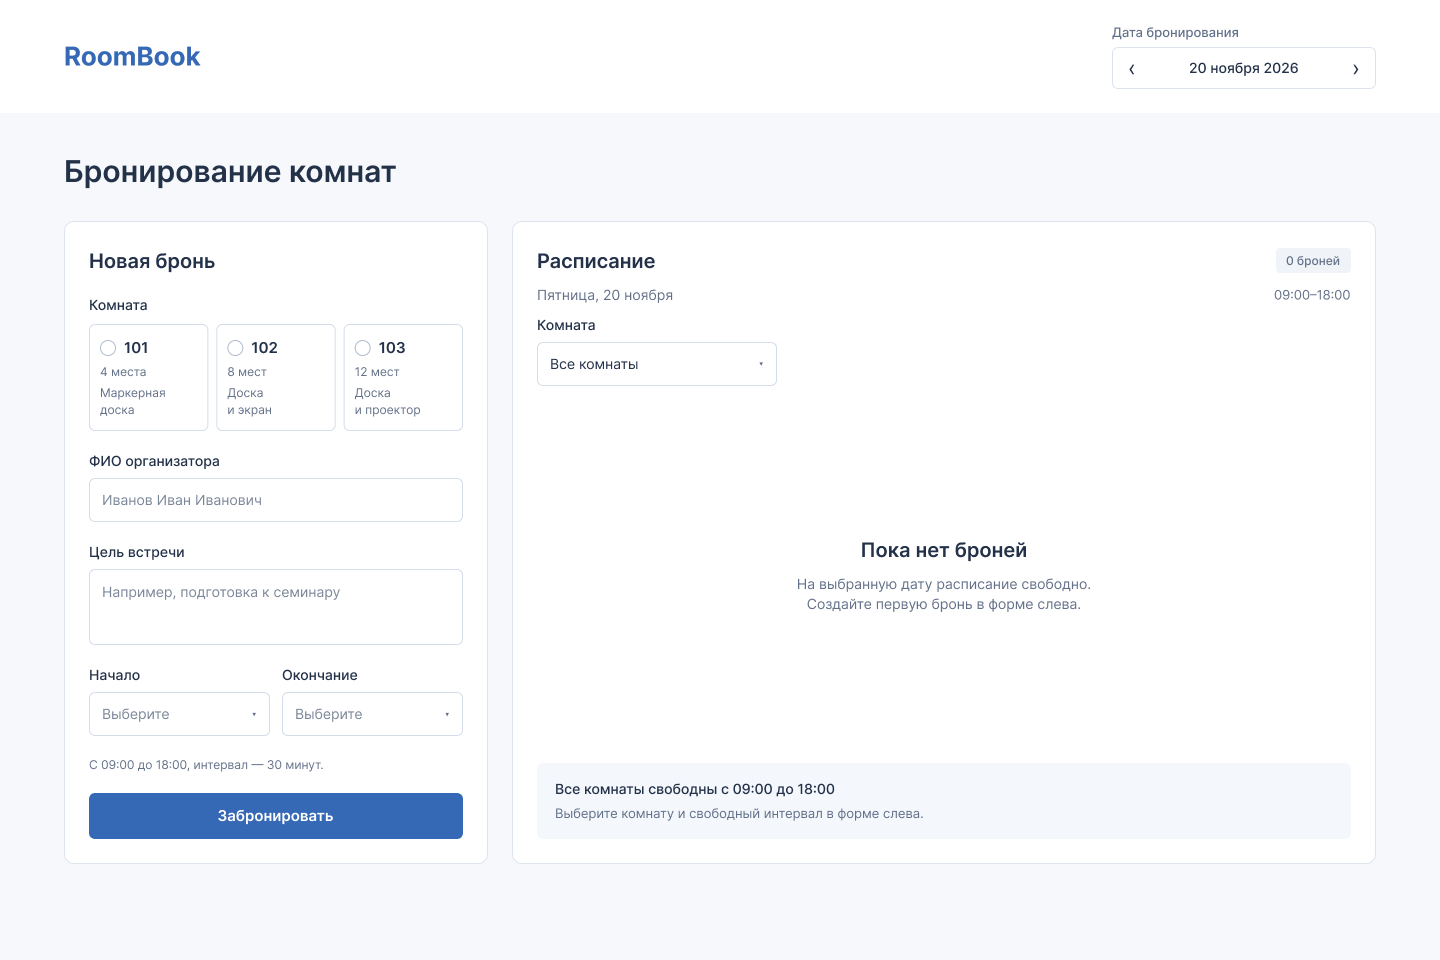 RoomBook
Дата бронирования
‹ 20 ноября 2026 ›
Бронирование комнат
Новая бронь
Комната
101
4 места
Маркерная
доска
102
8 мест
Доска
и экран
103
12 мест
Доска
и проектор
ФИО организатора
Иванов Иван Иванович
Цель встречи
Например, подготовка к семинару
Начало
Выберите
Окончание
Выберите
С 09:00 до 18:00, интервал — 30 минут.
Забронировать
Расписание
0 броней
Пятница, 20 ноября
09:00–18:00
Комната
Все комнаты
Пока нет броней
На выбранную дату расписание свободно.
Создайте первую бронь в форме слева.
Все комнаты свободны с 09:00 до 18:00
Выберите комнату и свободный интервал в форме слева.